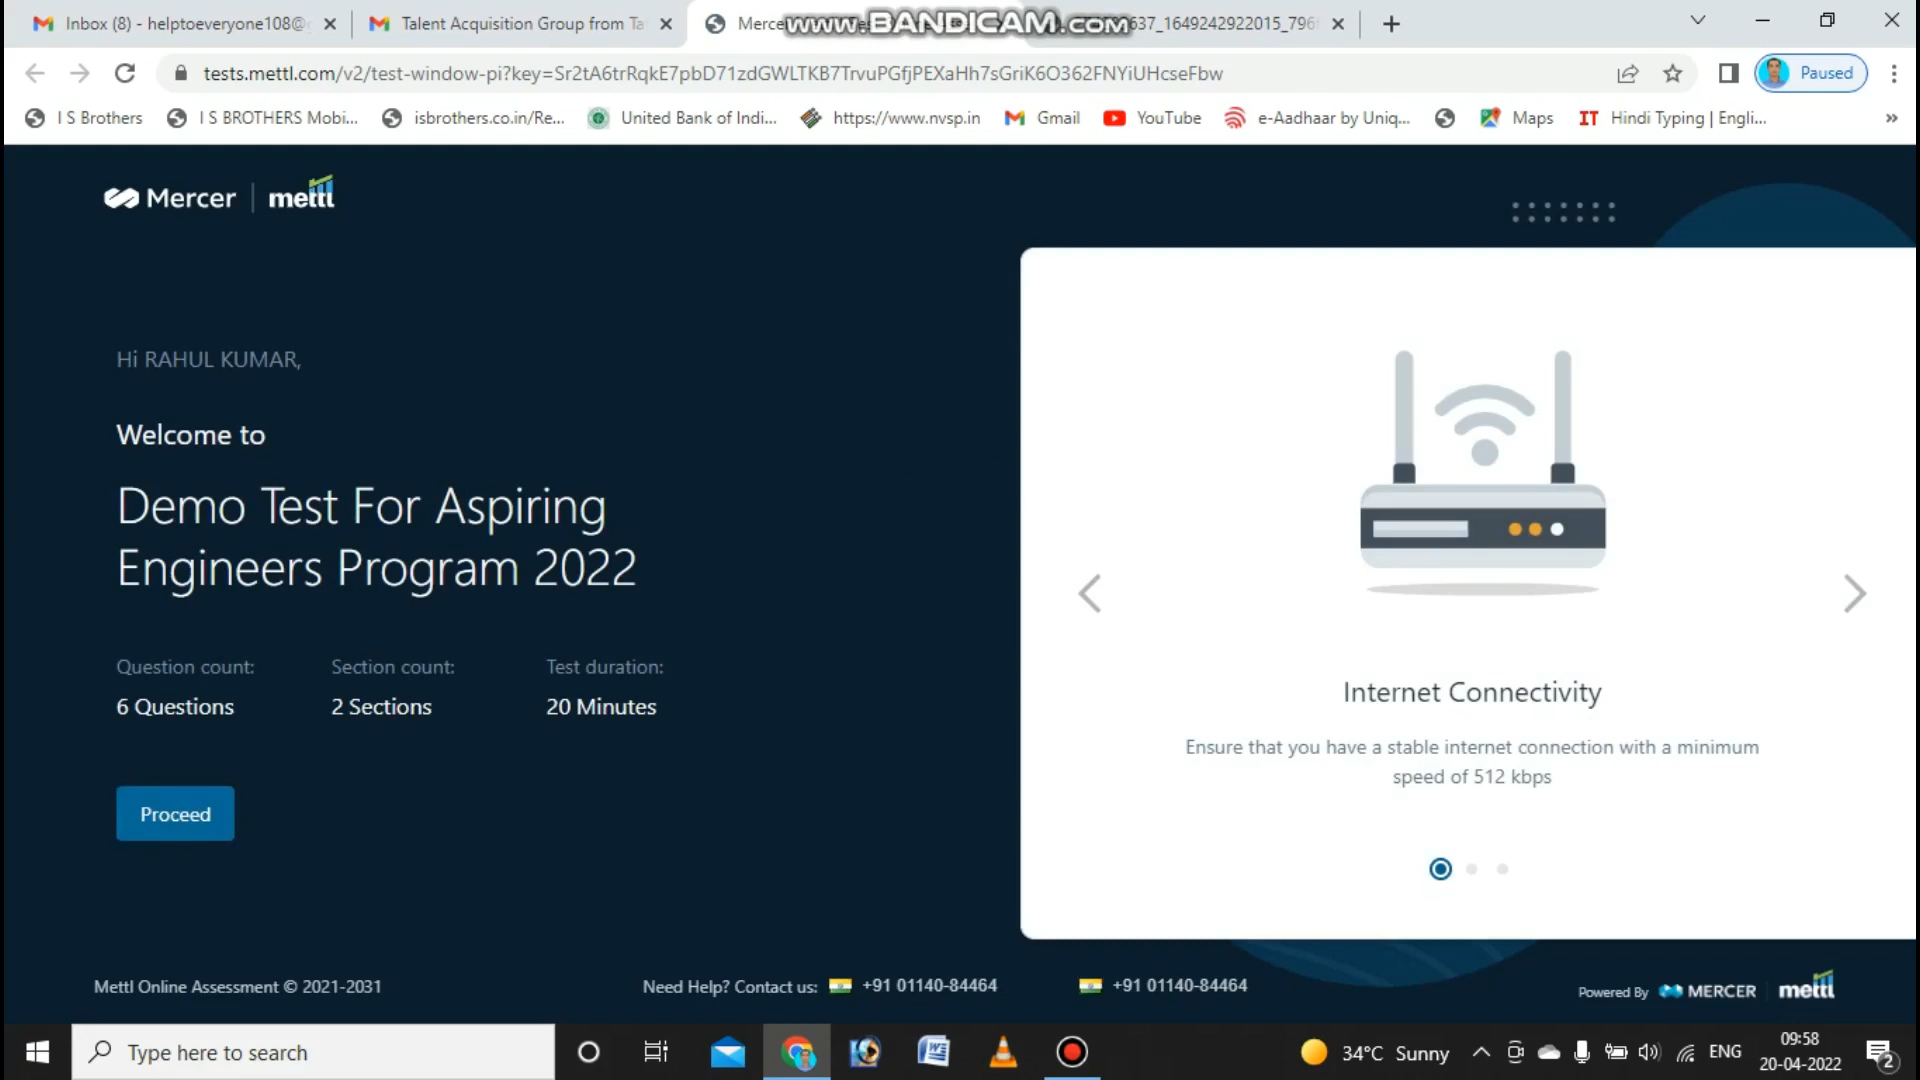 Inbox (8) - helptoeveryone108@
Talent Acquisition Group from Ta
Merce
www.BANDICAM.com
637_1649242922015_796
tests.mettl.com/v2/test-window-pi?key=Sr2tA6trRqkE7pbD71zdGWLTKB7TrvuPGfjPEXaHh7sGriK6O362FNYiUHcseFbw
Paused
I S Brothers
I S BROTHERS Mobi...
isbrothers.co.in/Re...
United Bank of Indi...
https://www.nvsp.in
Gmail
YouTube
e-Aadhaar by Uniq...
Maps
IT Hindi Typing | Engli...
»
Mercer | mettl
Hi RAHUL KUMAR,
Welcome to
Demo Test For Aspiring
Engineers Program 2022
Question count:
6 Questions
Section count:
2 Sections
Test duration:
20 Minutes
Proceed
Internet Connectivity
Ensure that you have a stable internet connection with a minimum
speed of 512 kbps
Mettl Online Assessment © 2021-2031
Need Help? Contact us: +91 01140-84464
+91 01140-84464
Powered By MERCER mettl
Type here to search
34°C Sunny
ENG
09:58
20-04-2022
2